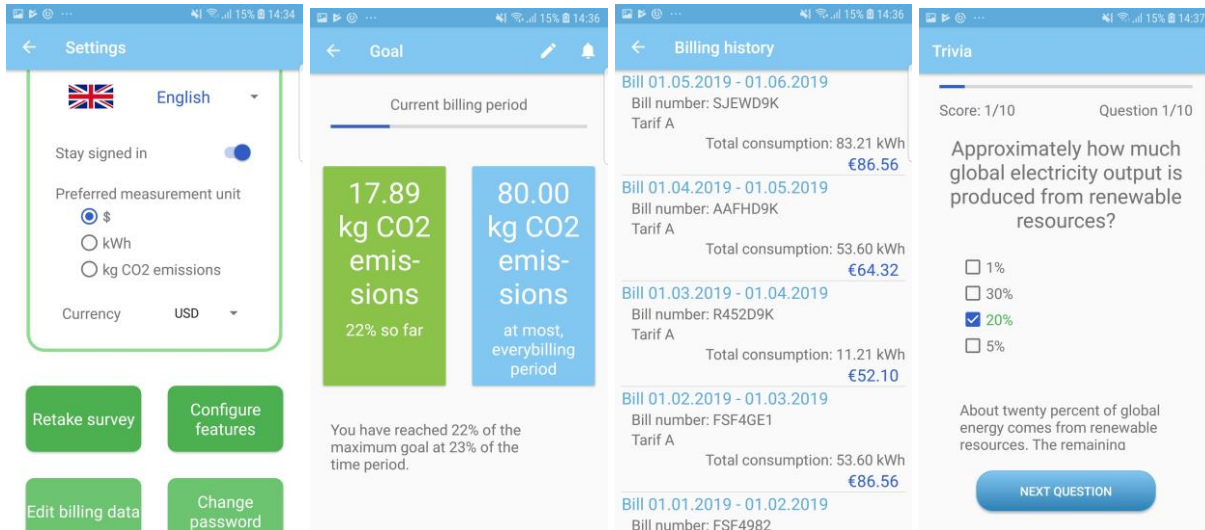 14:34
Settings
English
Stay signed in
Preferred measurement unit
$
kWh
kg CO2 emissions
Currency USD
Retake survey
Configure
features
Edit billing data
Change
password
15% 14:36
Goal
Current billing period
17.89
kg CO2
emis-
sions
22% so far
80.00
kg CO2
emis-
sions
at most,
everybilling
period
You have reached 22% of the
maximum goal at 23% of the
time period.
15% 14:36
Billing history
Bill 01.05.2019 - 01.06.2019
Bill number: SJEWD9K
Tarif A
Total consumption: 83.21 kWh
€86.56
Bill 01.04.2019 - 01.05.2019
Bill number: AAFHD9K
Tarif A
Total consumption: 53.60 kWh
€64.32
Bill 01.03.2019 - 01.04.2019
Bill number: R452D9K
Tarif A
Total consumption: 11.21 kWh
€52.10
Bill 01.02.2019 - 01.03.2019
Bill number: FSF4GE1
Tarif A
Total consumption: 53.60 kWh
€86.56
Bill 01.01.2019 - 01.02.2019
Bill number: FSF4982
15% 14:37
Trivia
Score: 1/10 Question 1/10
Approximately how much
global electricity output is
produced from renewable
resources?
1%
30%
20%
5%
About twenty percent of global
energy comes from renewable
resources. The remaining
NEXT QUESTION